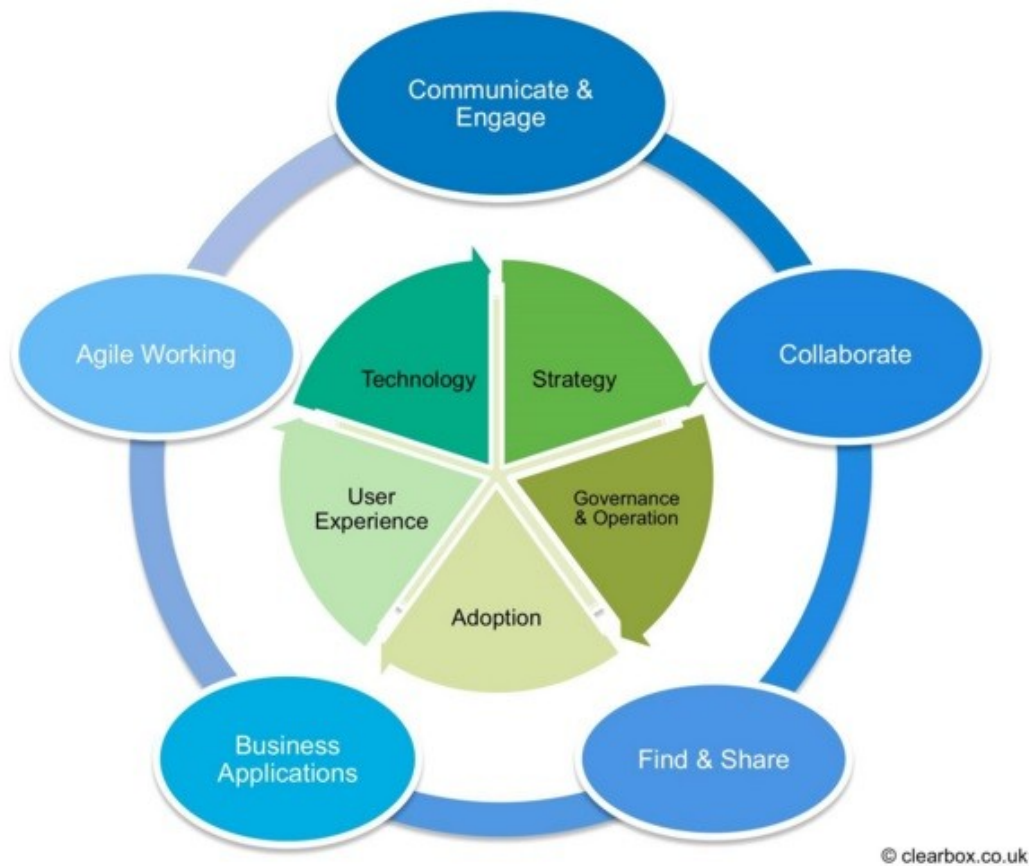 Communicate &
Engage
Agile Working
Collaborate
Technology
Strategy
User
Experience
Governance
& Operation
Adoption
Business
Applications
Find & Share
© clearbox.co.uk